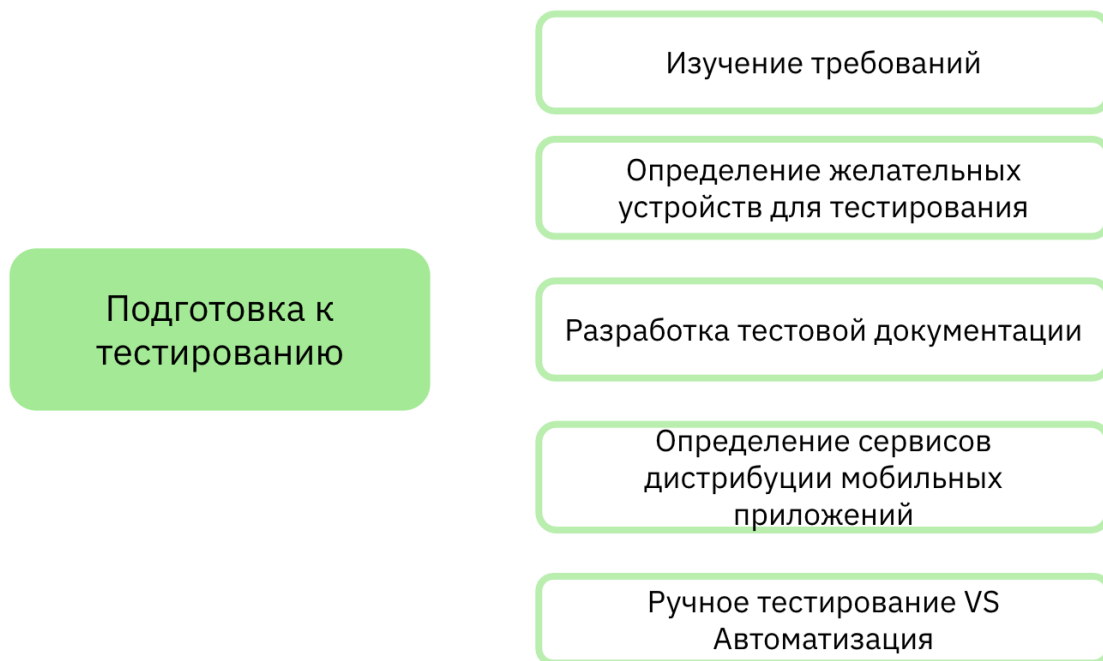 Изучение требований
Определение желательных
устройств для тестирования
Подготовка к
тестированию
Разработка тестовой документации
Определение сервисов
дистрибуции мобильных
приложений
Ручное тестирование VS
Автоматизация